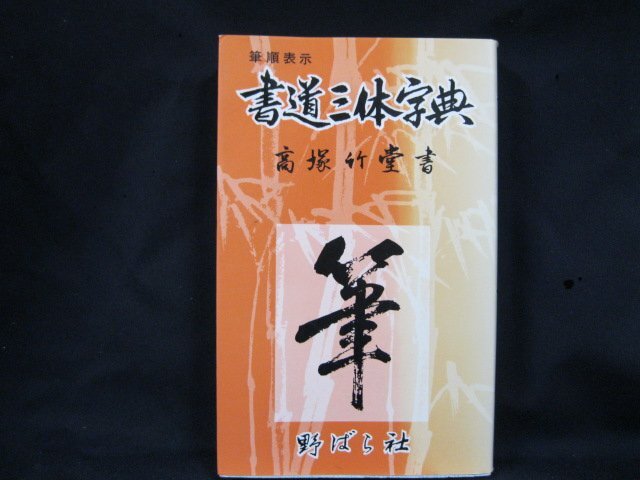 筆順表示
書道三体字典
高塚竹堂書
筆
野ばら社